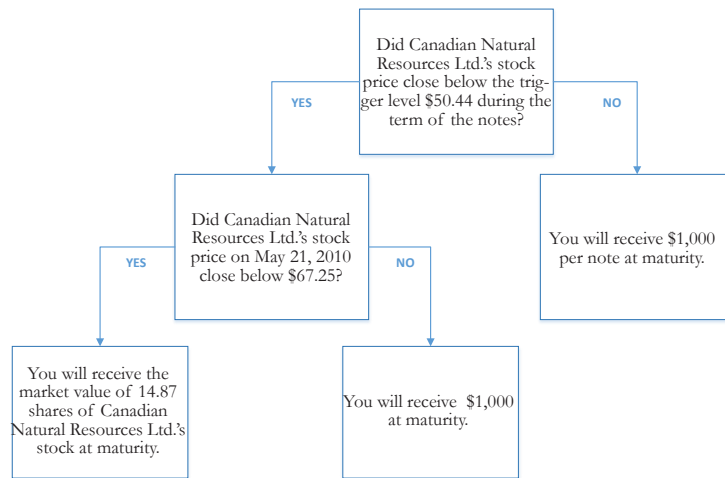 Did Canadian Natural
Resources Ltd.'s stock
price close below the trig-
ger level $50.44 during the
term of the notes?
YES
NO
Did Canadian Natural
Resources Ltd.'s stock
price on May 21, 2010
close below $67.25?
You will receive $1,000
per note at maturity.
YES
NO
You will receive the
market value of 14.87
shares of Canadian
Natural Resources Ltd.'s
stock at maturity.
You will receive $1,000
at maturity.